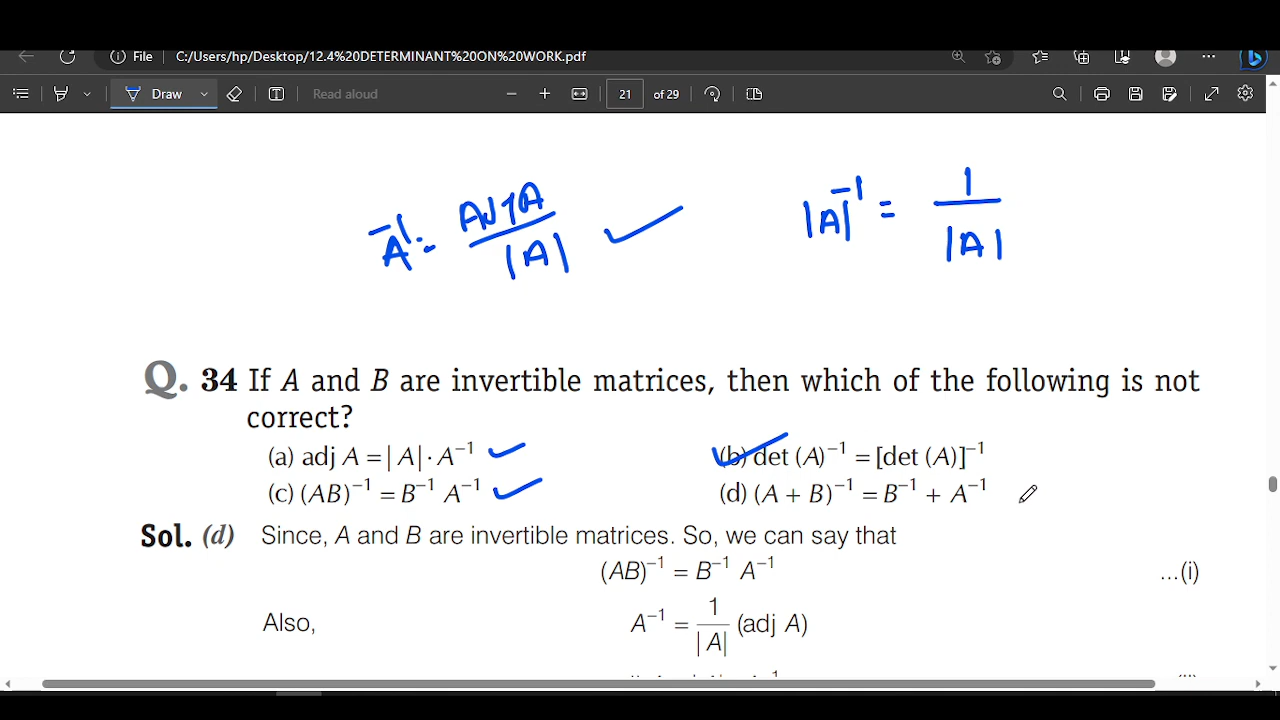 File C:/Users/hp/Desktop/12.4%20DETERMINANT%20ON%20WORK.pdf
Draw Read aloud 21 of 29
A⁻¹ = AdjA / |A| |A|⁻¹ = 1 / |A|
Q. 34 If A and B are invertible matrices, then which of the following is not
correct?
(a) adj A = | A| · A⁻¹ (b) det (A)⁻¹ = [det (A)]⁻¹
(c) (AB)⁻¹ = B⁻¹ A⁻¹ (d) (A + B)⁻¹ = B⁻¹ + A⁻¹
Sol. (d) Since, A and B are invertible matrices. So, we can say that
(AB)⁻¹ = B⁻¹ A⁻¹ ...(i)
Also, A⁻¹ = 1 / | A| (adj A)